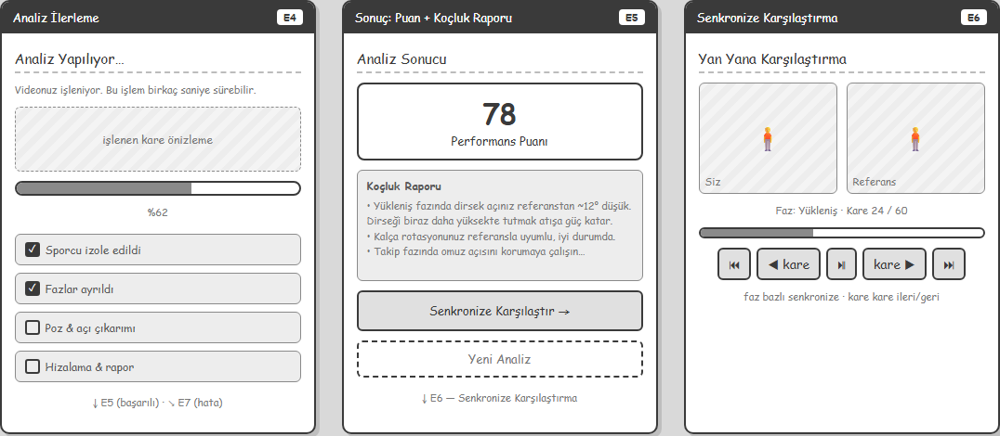 Analiz İlerleme
E4
Analiz Yapılıyor...
Videonuz işleniyor. Bu işlem birkaç saniye sürebilir.
işlenen kare önizleme
%62
Sporcu izole edildi
Fazlar ayrıldı
Poz & açı çıkarımı
Hizalama & rapor
↓ E5 (başarılı) · ↘ E7 (hata)
Sonuç: Puan + Koçluk Raporu
E5
Analiz Sonucu
78
Performans Puanı
Koçluk Raporu
• Yükleniş fazında dirsek açınız referanstan ~12° düşük.
Dirseği biraz daha yüksekte tutmak atışa güç katar.
• Kalça rotasyonunuz referansla uyumlu, iyi durumda.
• Takip fazında omuz açısını korumaya çalışın...
Senkronize Karşılaştır →
Yeni Analiz
↓ E6 — Senkronize Karşılaştırma
Senkronize Karşılaştırma
E6
Yan Yana Karşılaştırma
Siz
Referans
Faz: Yükleniş · Kare 24 / 60
⏮ ◀ kare ⏯ kare ▶ ⏭
faz bazlı senkronize · kare kare ileri/geri